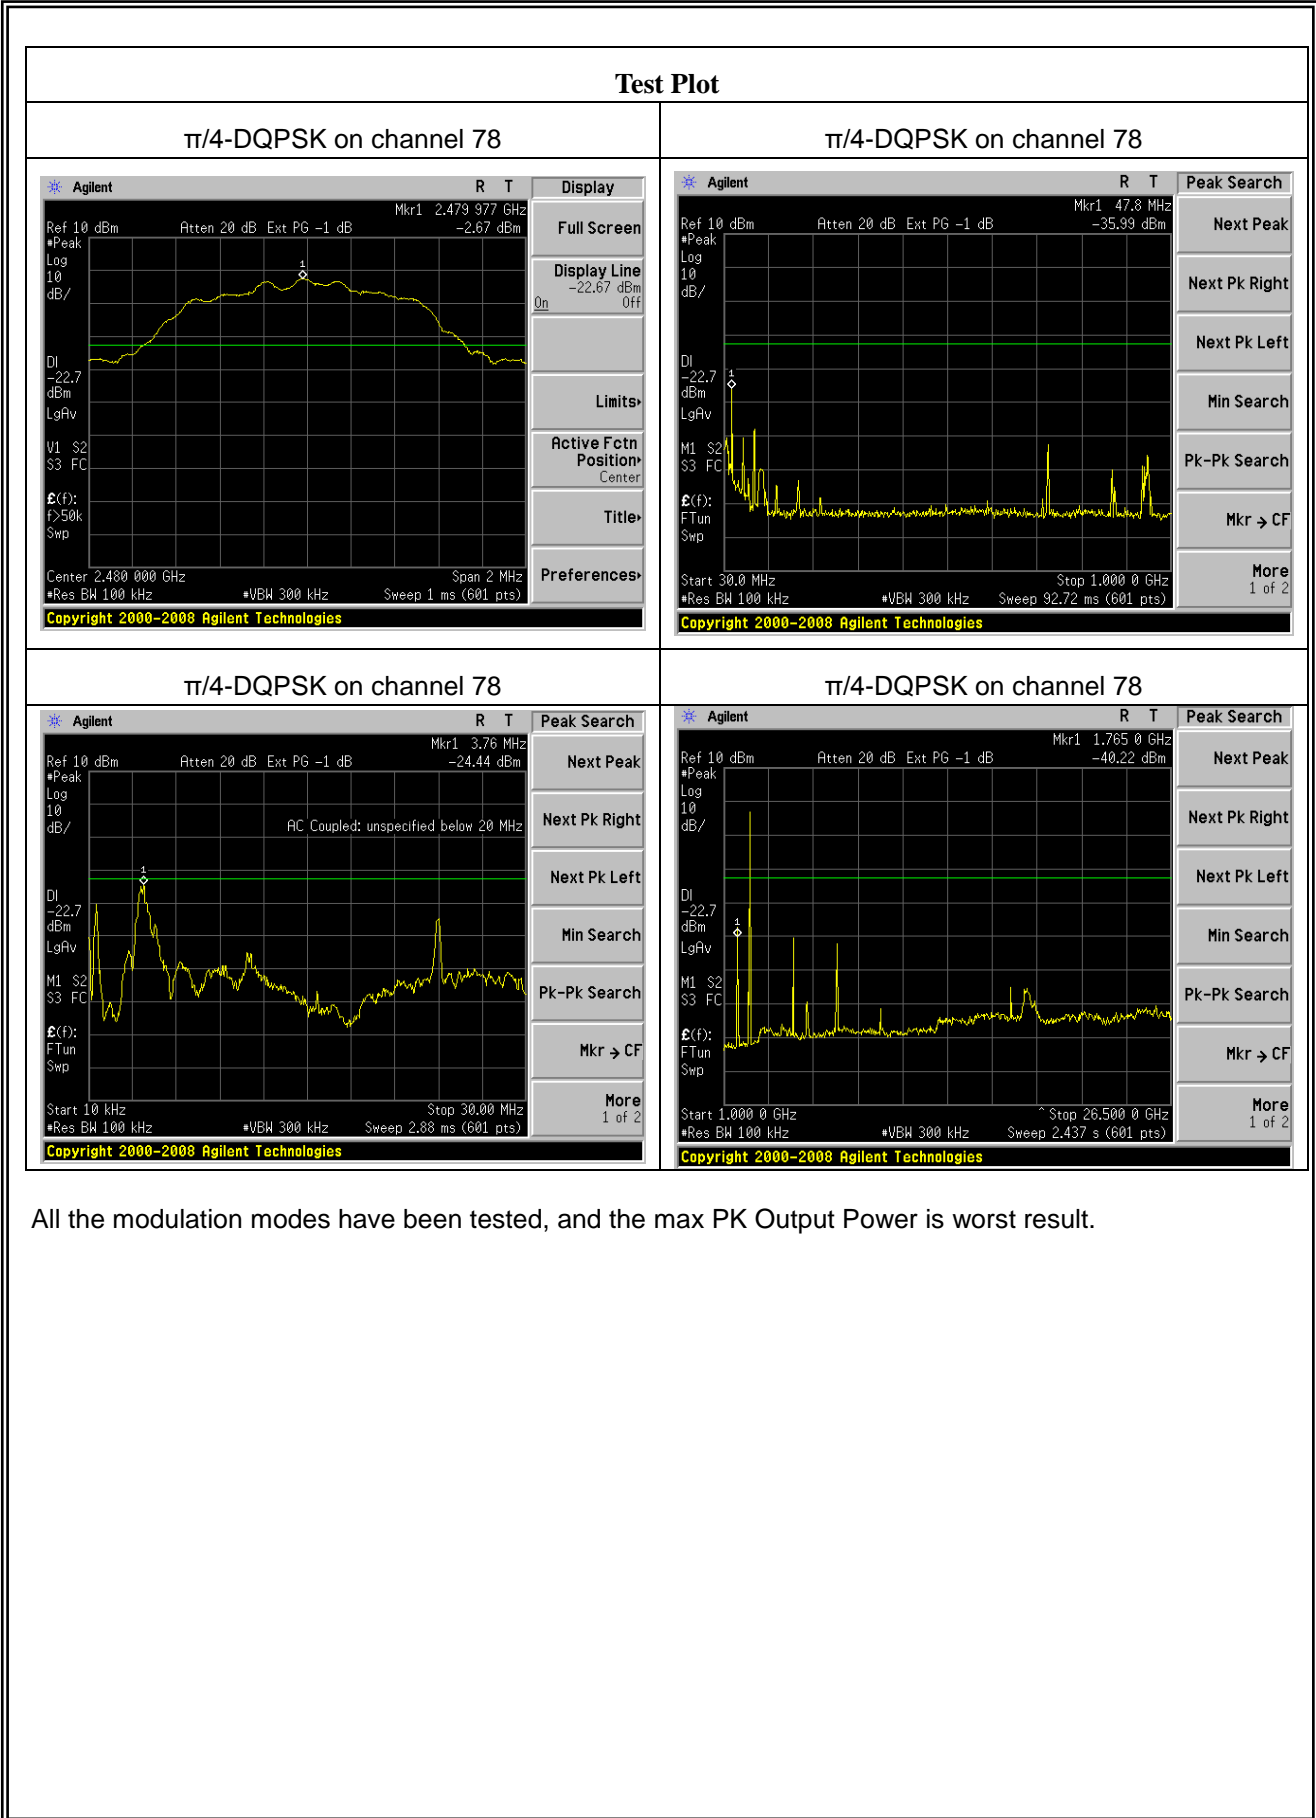 Test Plot
π/4-DQPSK on channel 78
π/4-DQPSK on channel 78
Agilent R T Display
Mkr1 2.479 977 GHz
Ref 10 dBm Atten 20 dB Ext PG −1 dB −2.67 dBm
#Peak
Log
10
dB/
1
DI
−22.7
dBm
LgAv
V1 S2
S3 FC
£(f):
f>50k
Swp
Center 2.480 000 GHz Span 2 MHz
#Res BW 100 kHz #VBW 300 kHz Sweep 1 ms (601 pts)
Copyright 2000–2008 Agilent Technologies
Full Screen
Display Line
−22.67 dBm
On Off
Limits
Active Fctn
Position
Center
Title
Preferences
Agilent R T Peak Search
Mkr1 47.8 MHz
Ref 10 dBm Atten 20 dB Ext PG −1 dB −35.99 dBm
#Peak
Log
10
dB/
1
DI
−22.7
dBm
LgAv
M1 S2
S3 FC
£(f):
FTun
Swp
Start 30.0 MHz Stop 1.000 0 GHz
#Res BW 100 kHz #VBW 300 kHz Sweep 92.72 ms (601 pts)
Copyright 2000–2008 Agilent Technologies
Next Peak
Next Pk Right
Next Pk Left
Min Search
Pk–Pk Search
Mkr → CF
More
1 of 2
π/4-DQPSK on channel 78
π/4-DQPSK on channel 78
Agilent R T Peak Search
Mkr1 3.76 MHz
Ref 10 dBm Atten 20 dB Ext PG −1 dB −24.44 dBm
#Peak
Log
10
dB/
AC Coupled: unspecified below 20 MHz
1
DI
−22.7
dBm
LgAv
M1 S2
S3 FC
£(f):
FTun
Swp
Start 10 kHz Stop 30.00 MHz
#Res BW 100 kHz #VBW 300 kHz Sweep 2.88 ms (601 pts)
Copyright 2000–2008 Agilent Technologies
Next Peak
Next Pk Right
Next Pk Left
Min Search
Pk–Pk Search
Mkr → CF
More
1 of 2
Agilent R T Peak Search
Mkr1 1.765 0 GHz
Ref 10 dBm Atten 20 dB Ext PG −1 dB −40.22 dBm
#Peak
Log
10
dB/
1
DI
−22.7
dBm
LgAv
M1 S2
S3 FC
£(f):
FTun
Swp
Start 1.000 0 GHz ^ Stop 26.500 0 GHz
#Res BW 100 kHz #VBW 300 kHz Sweep 2.437 s (601 pts)
Copyright 2000–2008 Agilent Technologies
Next Peak
Next Pk Right
Next Pk Left
Min Search
Pk–Pk Search
Mkr → CF
More
1 of 2
All the modulation modes have been tested, and the max PK Output Power is worst result.